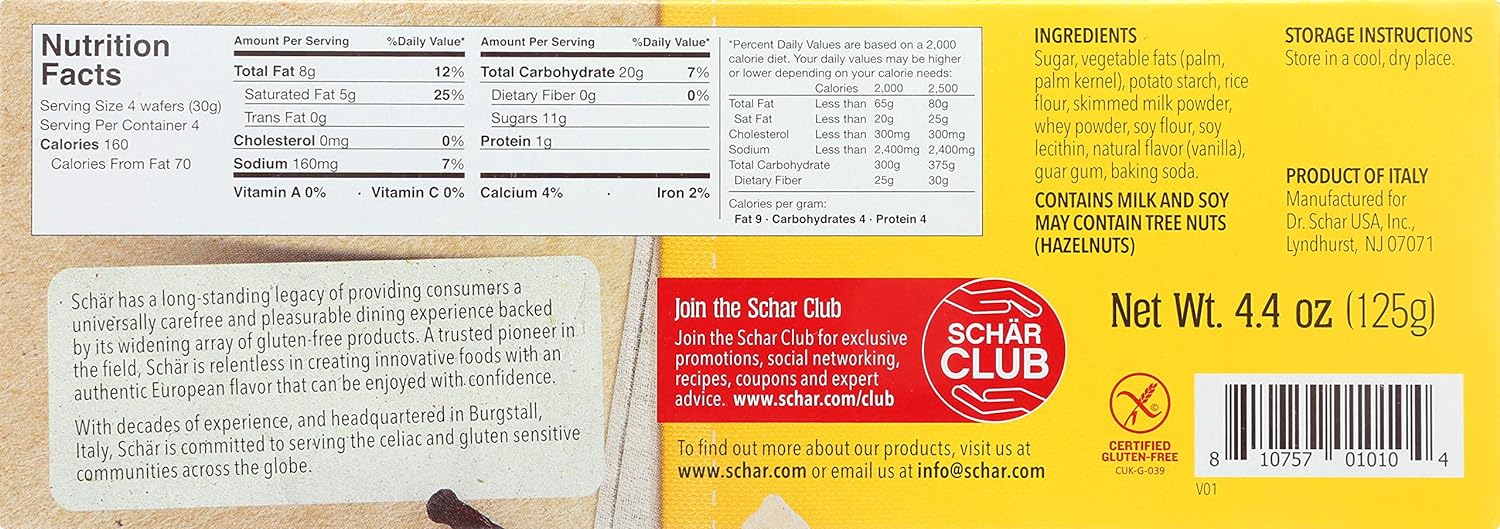 Nutrition
Facts
Serving Size 4 wafers (30g)
Serving Per Container 4
Calories 160
Calories From Fat 70
Amount Per Serving %Daily Value*
Total Fat 8g 12%
Saturated Fat 5g 25%
Trans Fat 0g
Cholesterol 0mg 0%
Sodium 160mg 7%
Vitamin A 0% · Vitamin C 0%
Amount Per Serving %Daily Value*
Total Carbohydrate 20g 7%
Dietary Fiber 0g 0%
Sugars 11g
Protein 1g
Calcium 4% · Iron 2%
*Percent Daily Values are based on a 2,000
calorie diet. Your daily values may be higher
or lower depending on your calorie needs:
Calories 2,000 2,500
Total Fat Less than 65g 80g
Sat Fat Less than 20g 25g
Cholesterol Less than 300mg 300mg
Sodium Less than 2,400mg 2,400mg
Total Carbohydrate 300g 375g
Dietary Fiber 25g 30g
Calories per gram:
Fat 9 · Carbohydrates 4 · Protein 4
INGREDIENTS
Sugar, vegetable fats (palm,
palm kernel), potato starch, rice
flour, skimmed milk powder,
whey powder, soy flour, soy
lecithin, natural flavor (vanilla),
guar gum, baking soda.
CONTAINS MILK AND SOY
MAY CONTAIN TREE NUTS
(HAZELNUTS)
STORAGE INSTRUCTIONS
Store in a cool, dry place.
PRODUCT OF ITALY
Manufactured for
Dr. Schar USA, Inc.,
Lyndhurst, NJ 07071
Schär has a long-standing legacy of providing consumers a
universally carefree and pleasurable dining experience backed
by its widening array of gluten-free products. A trusted pioneer in
the field, Schär is relentless in creating innovative foods with an
authentic European flavor that can be enjoyed with confidence.
With decades of experience, and headquartered in Burgstall,
Italy, Schär is committed to serving the celiac and gluten sensitive
communities across the globe.
Join the Schar Club
Join the Schar Club for exclusive
promotions, social networking,
recipes, coupons and expert
advice. www.schar.com/club
SCHÄR
CLUB
To find out more about our products, visit us at
www.schar.com or email us at info@schar.com
Net Wt. 4.4 oz (125g)
CERTIFIED
GLUTEN-FREE
CUK-G-039
8 10757 01010 4
V01